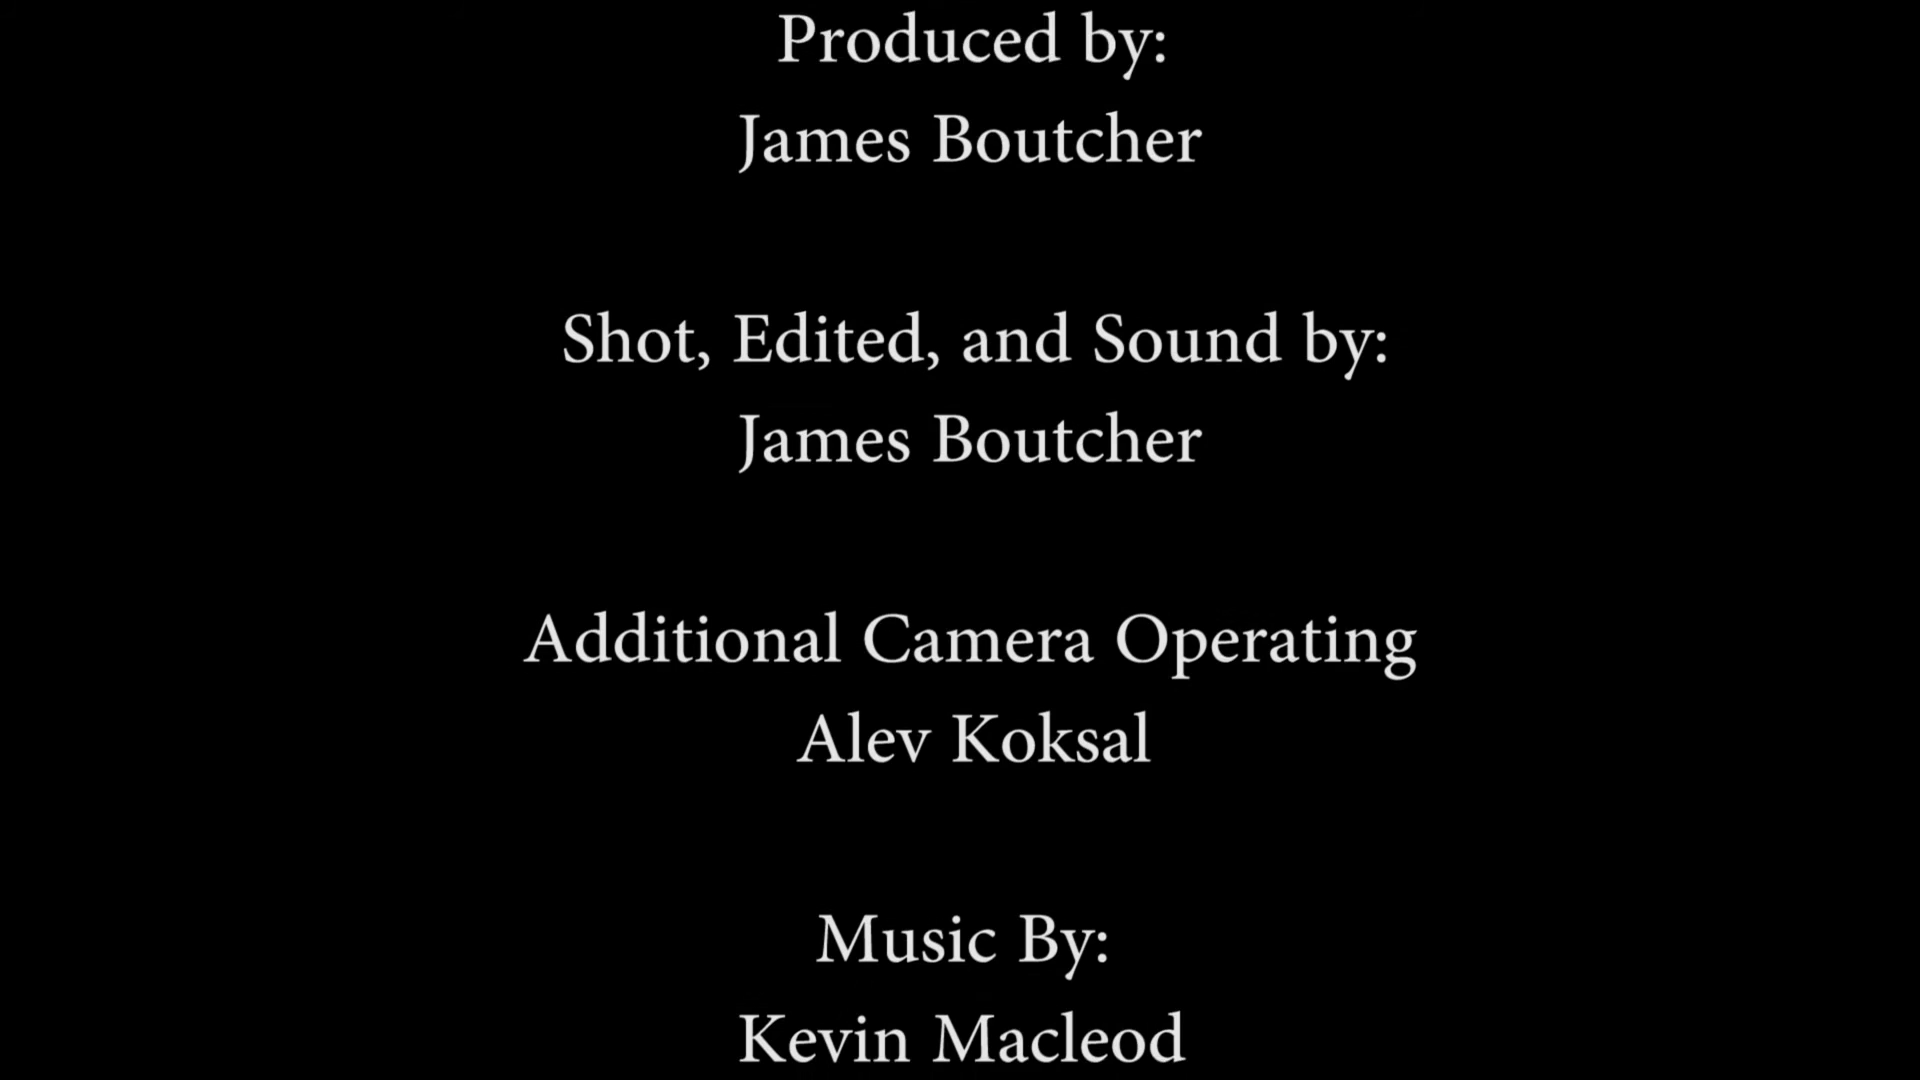 Produced by:
James Boutcher
Shot, Edited, and Sound by:
James Boutcher
Additional Camera Operating
Alev Koksal
Music By:
Kevin Macleod